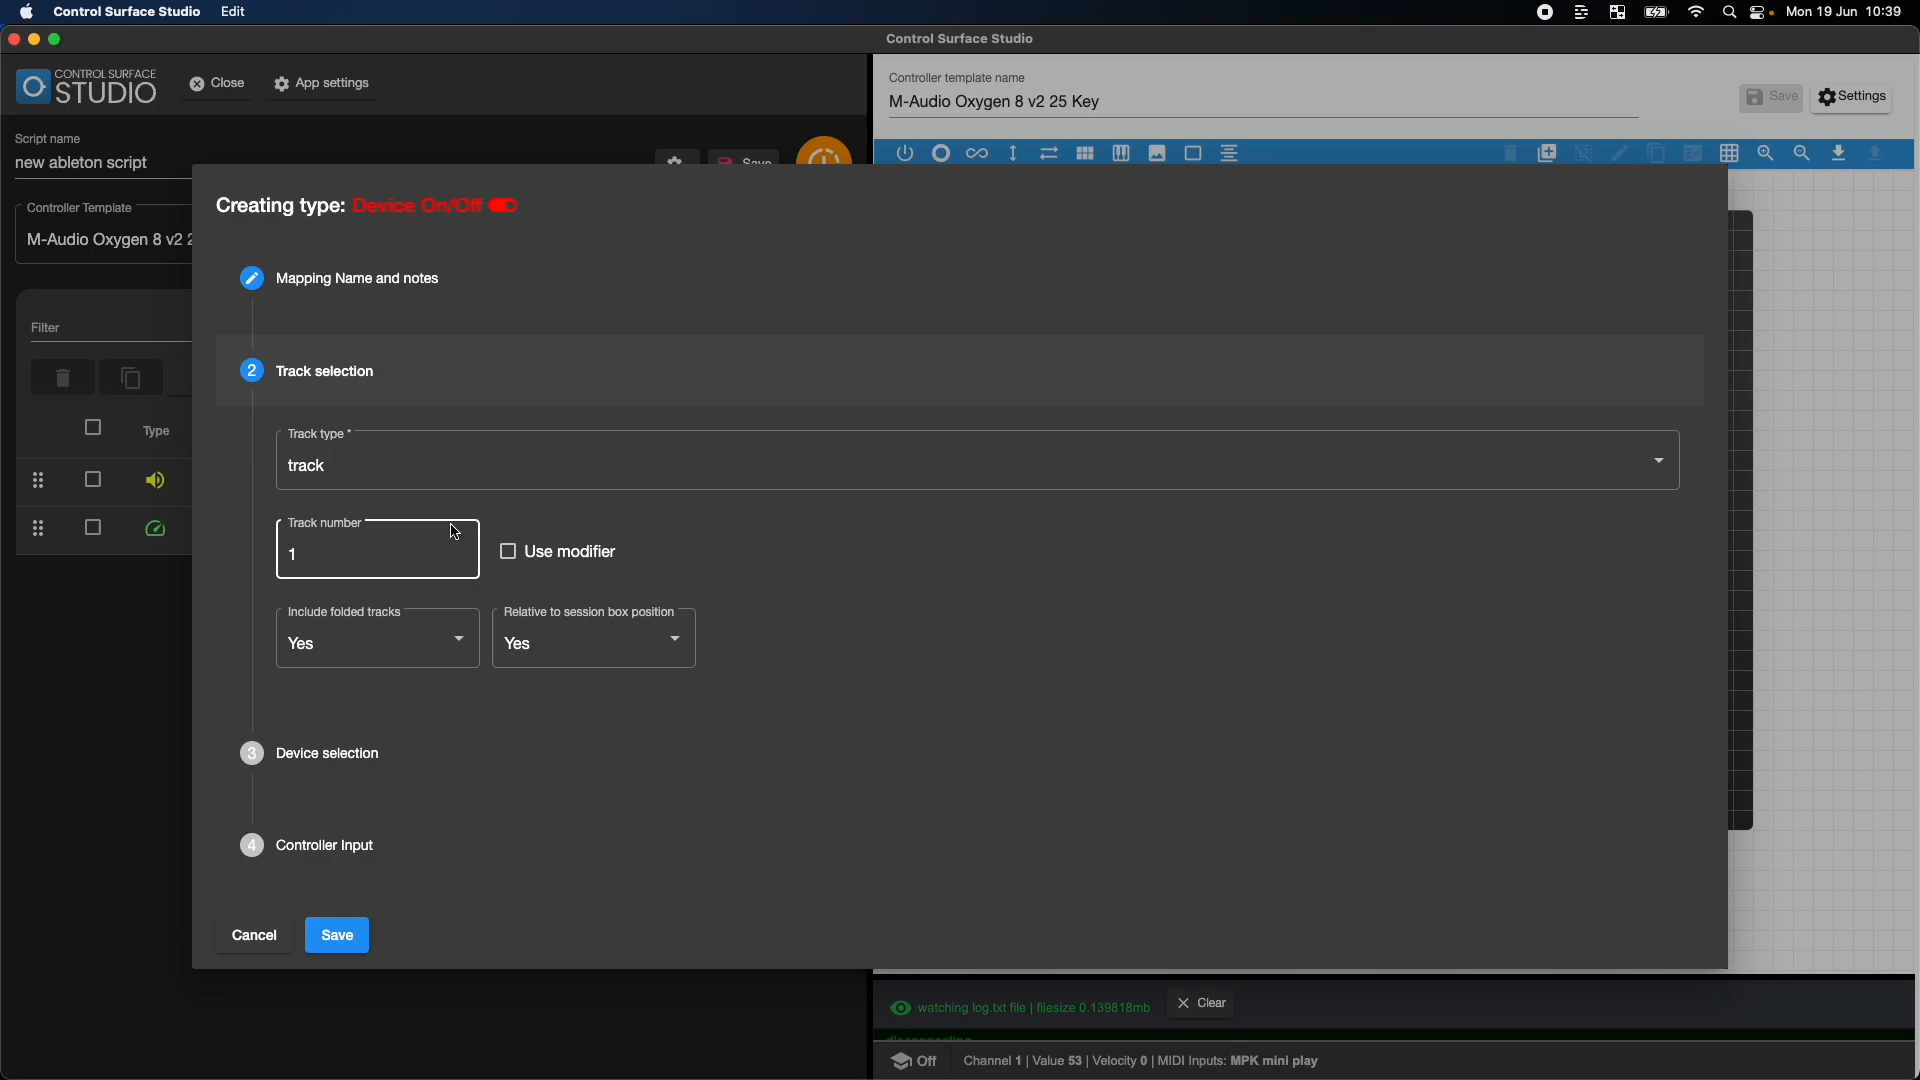 Control Surface Studio Edit Mon 19 Jun 10:39
Control Surface Studio
CONTROL SURFACE
STUDIO
Close App settings
Controller template name
M-Audio Oxygen 8 v2 25 Key
Save Settings
Script name
new ableton script
Save
Controller Template
M-Audio Oxygen 8 v2 2
Filter
Type
Creating type: Device On/Off
Mapping Name and notes
2 Track selection
Track type *
track
Track number
1
Use modifier
Include folded tracks
Yes
Relative to session box position
Yes
3 Device selection
4 Controller Input
Cancel Save
watching log.txt file | filesize 0.139818mb
Clear
Off Channel 1 | Value 53 | Velocity 0 | MIDI Inputs: MPK mini play